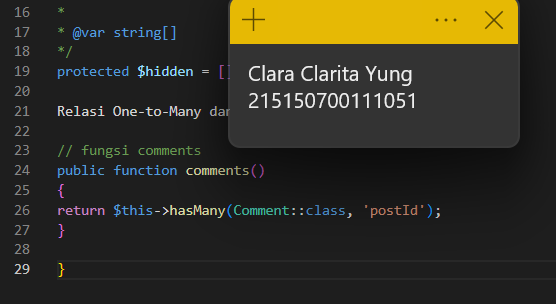 16 *
17 * @var string[]
18 */
19 protected $hidden = []
20
21 Relasi One-to-Many dan
22
23 // fungsi comments
24 public function comments()
25 {
26 return $this->hasMany(Comment::class, 'postId');
27 }
28
29 }
Clara Clarita Yung
215150700111051